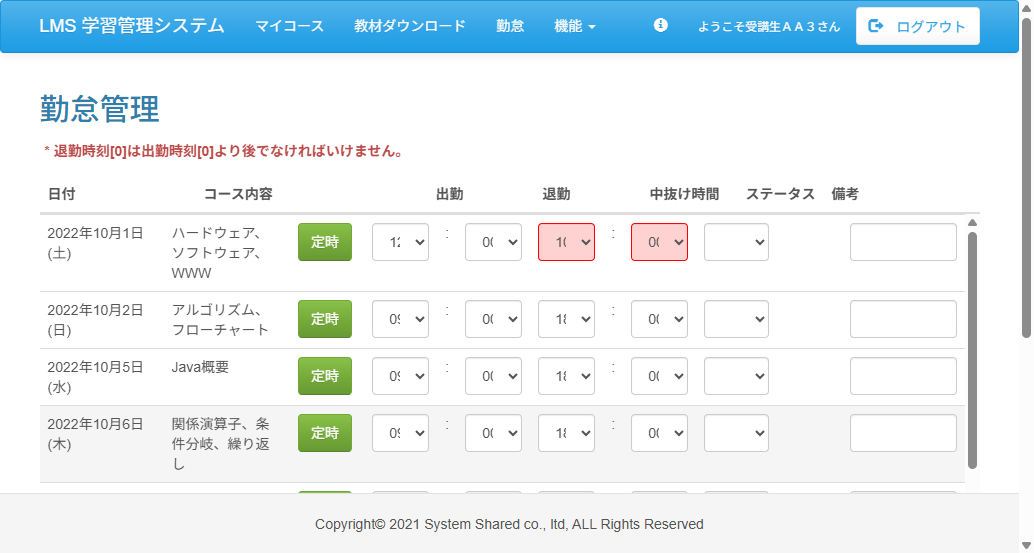 LMS 学習管理システム マイコース 教材ダウンロード 勤怠 機能 ようこそ受講生ＡＡ３さん ログアウト
勤怠管理
* 退勤時刻[0]は出勤時刻[0]より後でなければいけません。
日付 コース内容 出勤 退勤 中抜け時間 ステータス 備考
2022年10月1日 ハードウェア、 定時 12 : 00 10 : 00
(土) ソフトウェア、
WWW
2022年10月2日 アルゴリズム、 定時 09 : 00 18 : 00
(日) フローチャート
2022年10月5日 Java概要 定時 09 : 00 18 : 00
(水)
2022年10月6日 関係演算子、条 定時 09 : 00 18 : 00
(木) 件分岐、繰り返
し
Copyright© 2021 System Shared co., ltd, ALL Rights Reserved